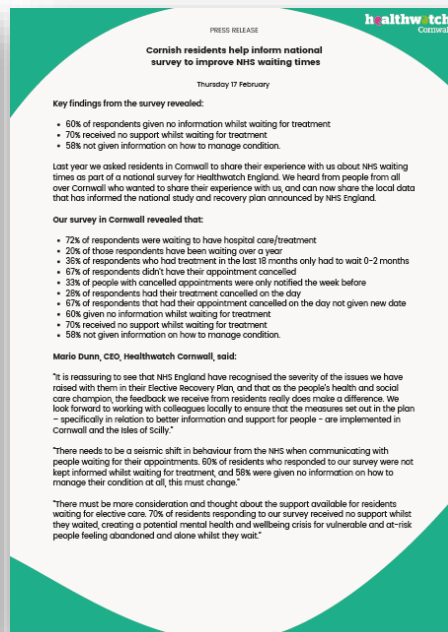 healthwatch
Cornwall
PRESS RELEASE
Cornish residents help inform national
survey to improve NHS waiting times
Thursday 17 February
Key findings from the survey revealed:
• 60% of respondents given no information whilst waiting for treatment
• 70% received no support whilst waiting for treatment
• 58% not given information on how to manage condition.
Last year we asked residents in Cornwall to share their experience with us about NHS waiting
times as part of a national survey for Healthwatch England. We heard from people from all
over Cornwall who wanted to share their experience with us, and can now share the local data
that has informed the national study and recovery plan announced by NHS England.
Our survey in Cornwall revealed that:
• 72% of respondents were waiting to have hospital care/treatment
• 20% of those respondents have been waiting over a year
• 36% of respondents who had treatment in the last 18 months only had to wait 0-2 months
• 67% of respondents didn't have their appointment cancelled
• 33% of people with cancelled appointments were only notified the week before
• 28% of respondents had their treatment cancelled on the day
• 67% of respondents that had their appointment cancelled on the day not given new date
• 60% given no information whilst waiting for treatment
• 70% received no support whilst waiting for treatment
• 58% not given information on how to manage condition.
Mario Dunn, CEO, Healthwatch Cornwall, said:
"It is reassuring to see that NHS England have recognised the severity of the issues we have
raised with them in their Elective Recovery Plan, and that as the people's health and social
care champion, the feedback we receive from residents really does make a difference. We
look forward to working with colleagues locally to ensure that the measures set out in the plan
– specifically in relation to better information and support for people - are implemented in
Cornwall and the Isles of Scilly."
"There needs to be a seismic shift in behaviour from the NHS when communicating with
people waiting for their appointments. 60% of residents who responded to our survey were not
kept informed whilst waiting for treatment, and 58% were given no information on how to
manage their condition at all, this must change."
"There must be more consideration and thought about the support available for residents
waiting for elective care. 70% of residents responding to our survey received no support whilst
they waited, creating a potential mental health and wellbeing crisis for vulnerable and at-risk
people feeling abandoned and alone whilst they wait."